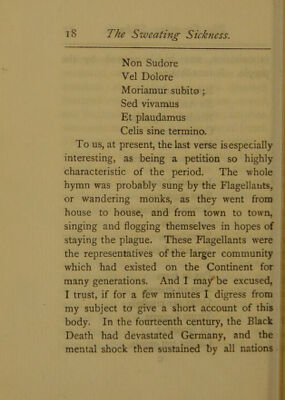 18 The Sweating Sickness.
Non Sudore
Vel Dolore
Moriamur subito ;
Sed vivamus
Et plaudamus
Celis sine termino.
To us, at present, the last verse is especially
interesting, as being a petition so highly
characteristic of the period. The whole
hymn was probably sung by the Flagellants,
or wandering monks, as they went from
house to house, and from town to town,
singing and flogging themselves in hopes of
staying the plague. These Flagellants were
the representatives of the larger community
which had existed on the Continent for
many generations. And I may be excused,
I trust, if for a few minutes I digress from
my subject to give a short account of this
body. In the fourteenth century, the Black
Death had devastated Germany, and the
mental shock then sustained by all nations